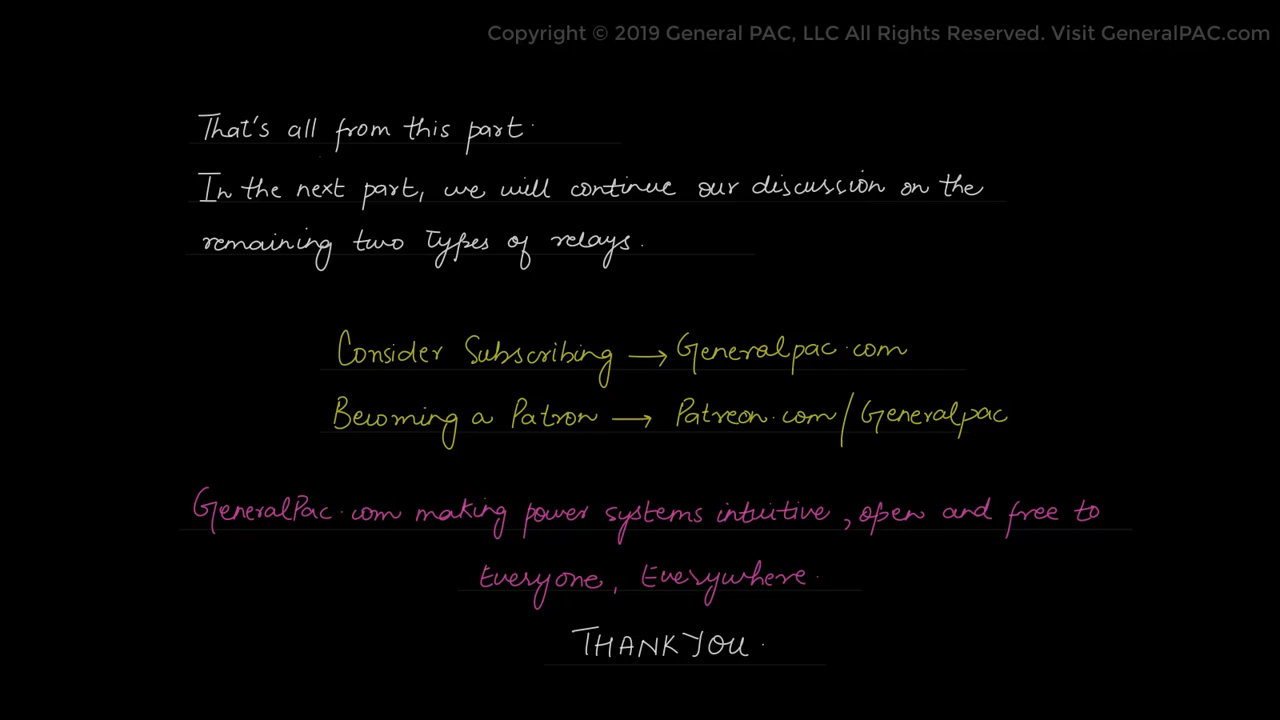 Copyright © 2019 General PAC, LLC All Rights Reserved. Visit GeneralPAC.com
That's all from this part.
In the next part, we will continue our discussion on the
remaining two types of relays.
Consider Subscribing → Generalpac.com
Becoming a Patron → Patreon.com/Generalpac
GeneralPac.com making power systems intuitive, open and free to
Everyone, Everywhere.
THANK YOU.